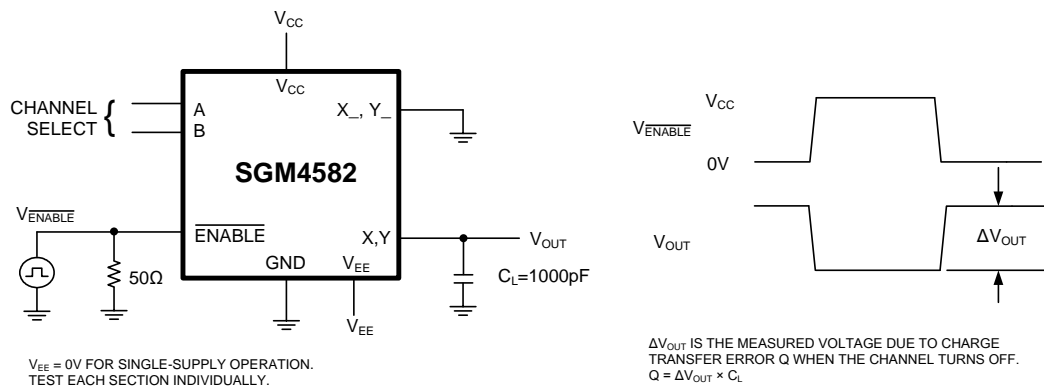 VCC
VCC
CHANNEL
SELECT
A
B
X_, Y_
SGM4582
VENABLE
ENABLE
X,Y
VOUT
50Ω
GND
VEE
CL=1000pF
VEE
VEE = 0V FOR SINGLE-SUPPLY OPERATION.
TEST EACH SECTION INDIVIDUALLY.
VCC
VENABLE
0V
VOUT
ΔVOUT
ΔVOUT IS THE MEASURED VOLTAGE DUE TO CHARGE
TRANSFER ERROR Q WHEN THE CHANNEL TURNS OFF.
Q = ΔVOUT × CL